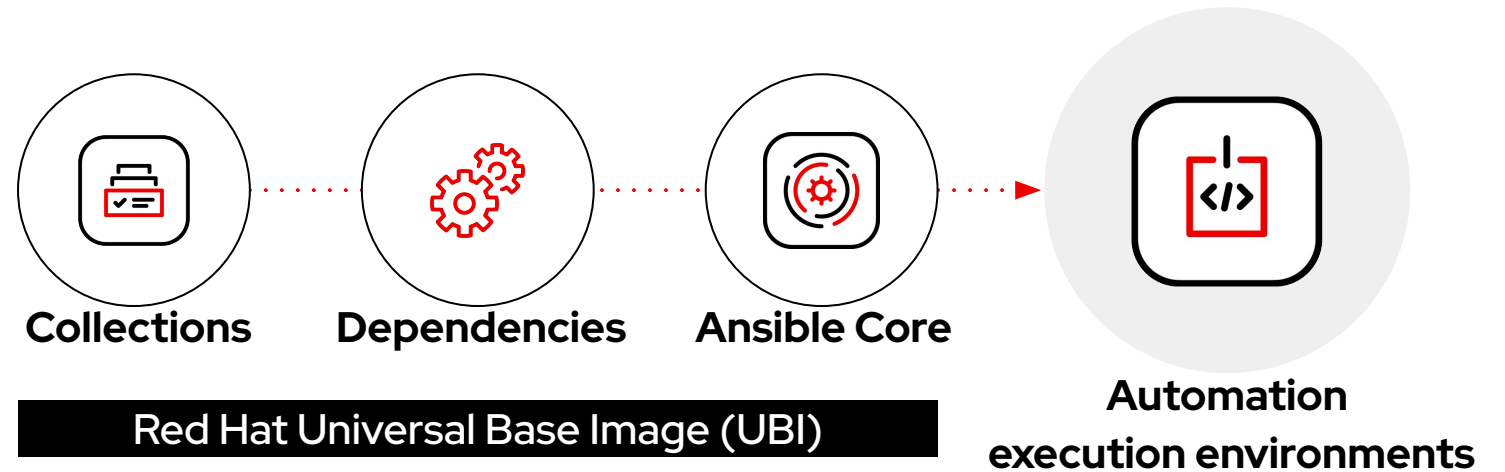 Collections
Dependencies
Ansible Core
Red Hat Universal Base Image (UBI)
</>
Automation
execution environments